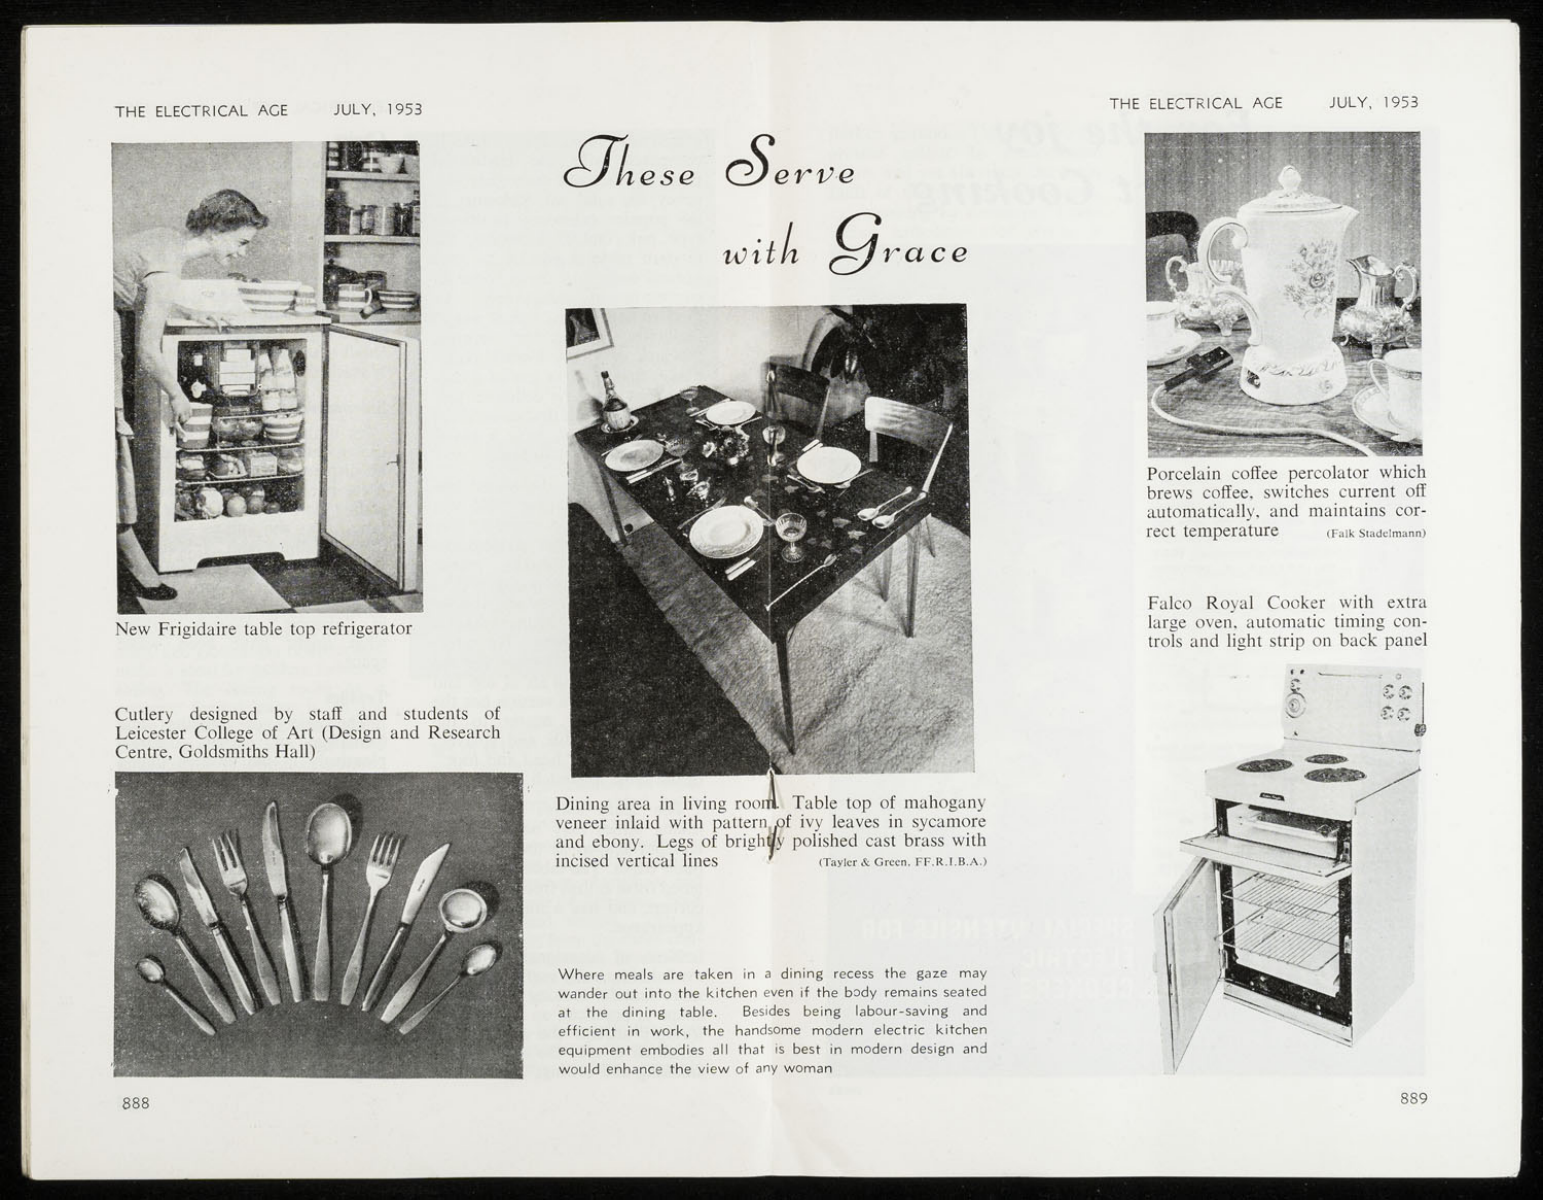 THE ELECTRICAL AGE JULY, 1953
THE ELECTRICAL AGE JULY, 1953
These Serve
with Grace
New Frigidaire table top refrigerator
Cutlery designed by staff and students of
Leicester College of Art (Design and Research
Centre, Goldsmiths Hall)
Dining area in living room. Table top of mahogany
veneer inlaid with pattern of ivy leaves in sycamore
and ebony. Legs of brightly polished cast brass with
incised vertical lines (Tayler & Green, FF.R.I.B.A.)
Where meals are taken in a dining recess the gaze may
wander out into the kitchen even if the body remains seated
at the dining table. Besides being labour-saving and
efficient in work, the handsome modern electric kitchen
equipment embodies all that is best in modern design and
would enhance the view of any woman
Porcelain coffee percolator which
brews coffee, switches current off
automatically, and maintains cor-
rect temperature (Falk Stadelmann)
Falco Royal Cooker with extra
large oven, automatic timing con-
trols and light strip on back panel
888
889